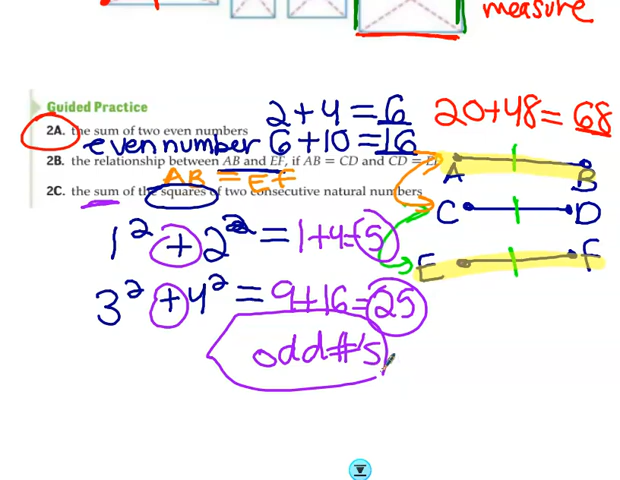 measure
Guided Practice
2 + 4 = 6
20 + 48 = 68
2A. the sum of two even numbers
even number 6 + 10 = 16
2B. the relationship between AB and EF, if AB = CD and CD =
AB = EF
A B
2C. the sum of the squares of two consecutive natural numbers
C D
1² + 2² = 1 + 4 = 5
E F
3² + 4² = 9 + 16 = 25
odd #'s